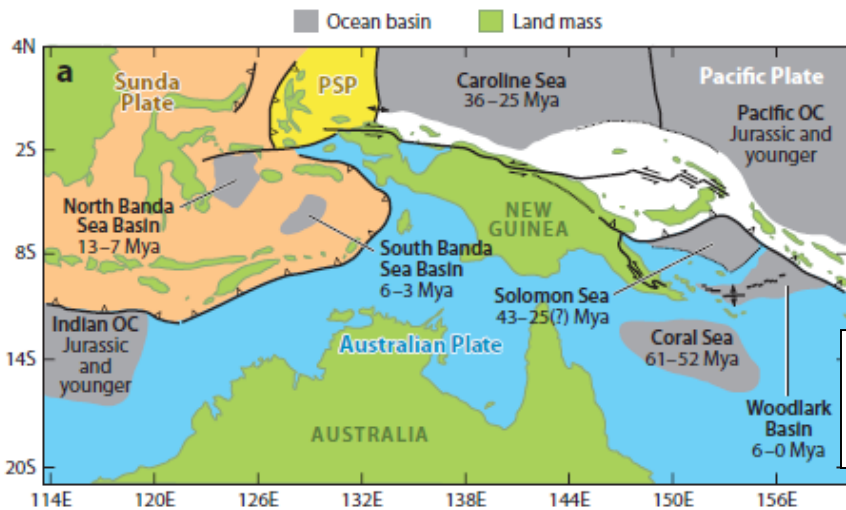 Ocean basin
Land mass
4N
2S
8S
14S
20S
a
Sunda
Plate
PSP
Caroline Sea
36–25 Mya
Pacific Plate
Pacific OC
Jurassic and
younger
North Banda
Sea Basin
13–7 Mya
South Banda
Sea Basin
6–3 Mya
NEW
GUINEA
Solomon Sea
43–25(?) Mya
Indian OC
Jurassic
and
younger
Australian Plate
Coral Sea
61–52 Mya
Woodlark
Basin
6–0 Mya
AUSTRALIA
114E
120E
126E
132E
138E
144E
150E
156E